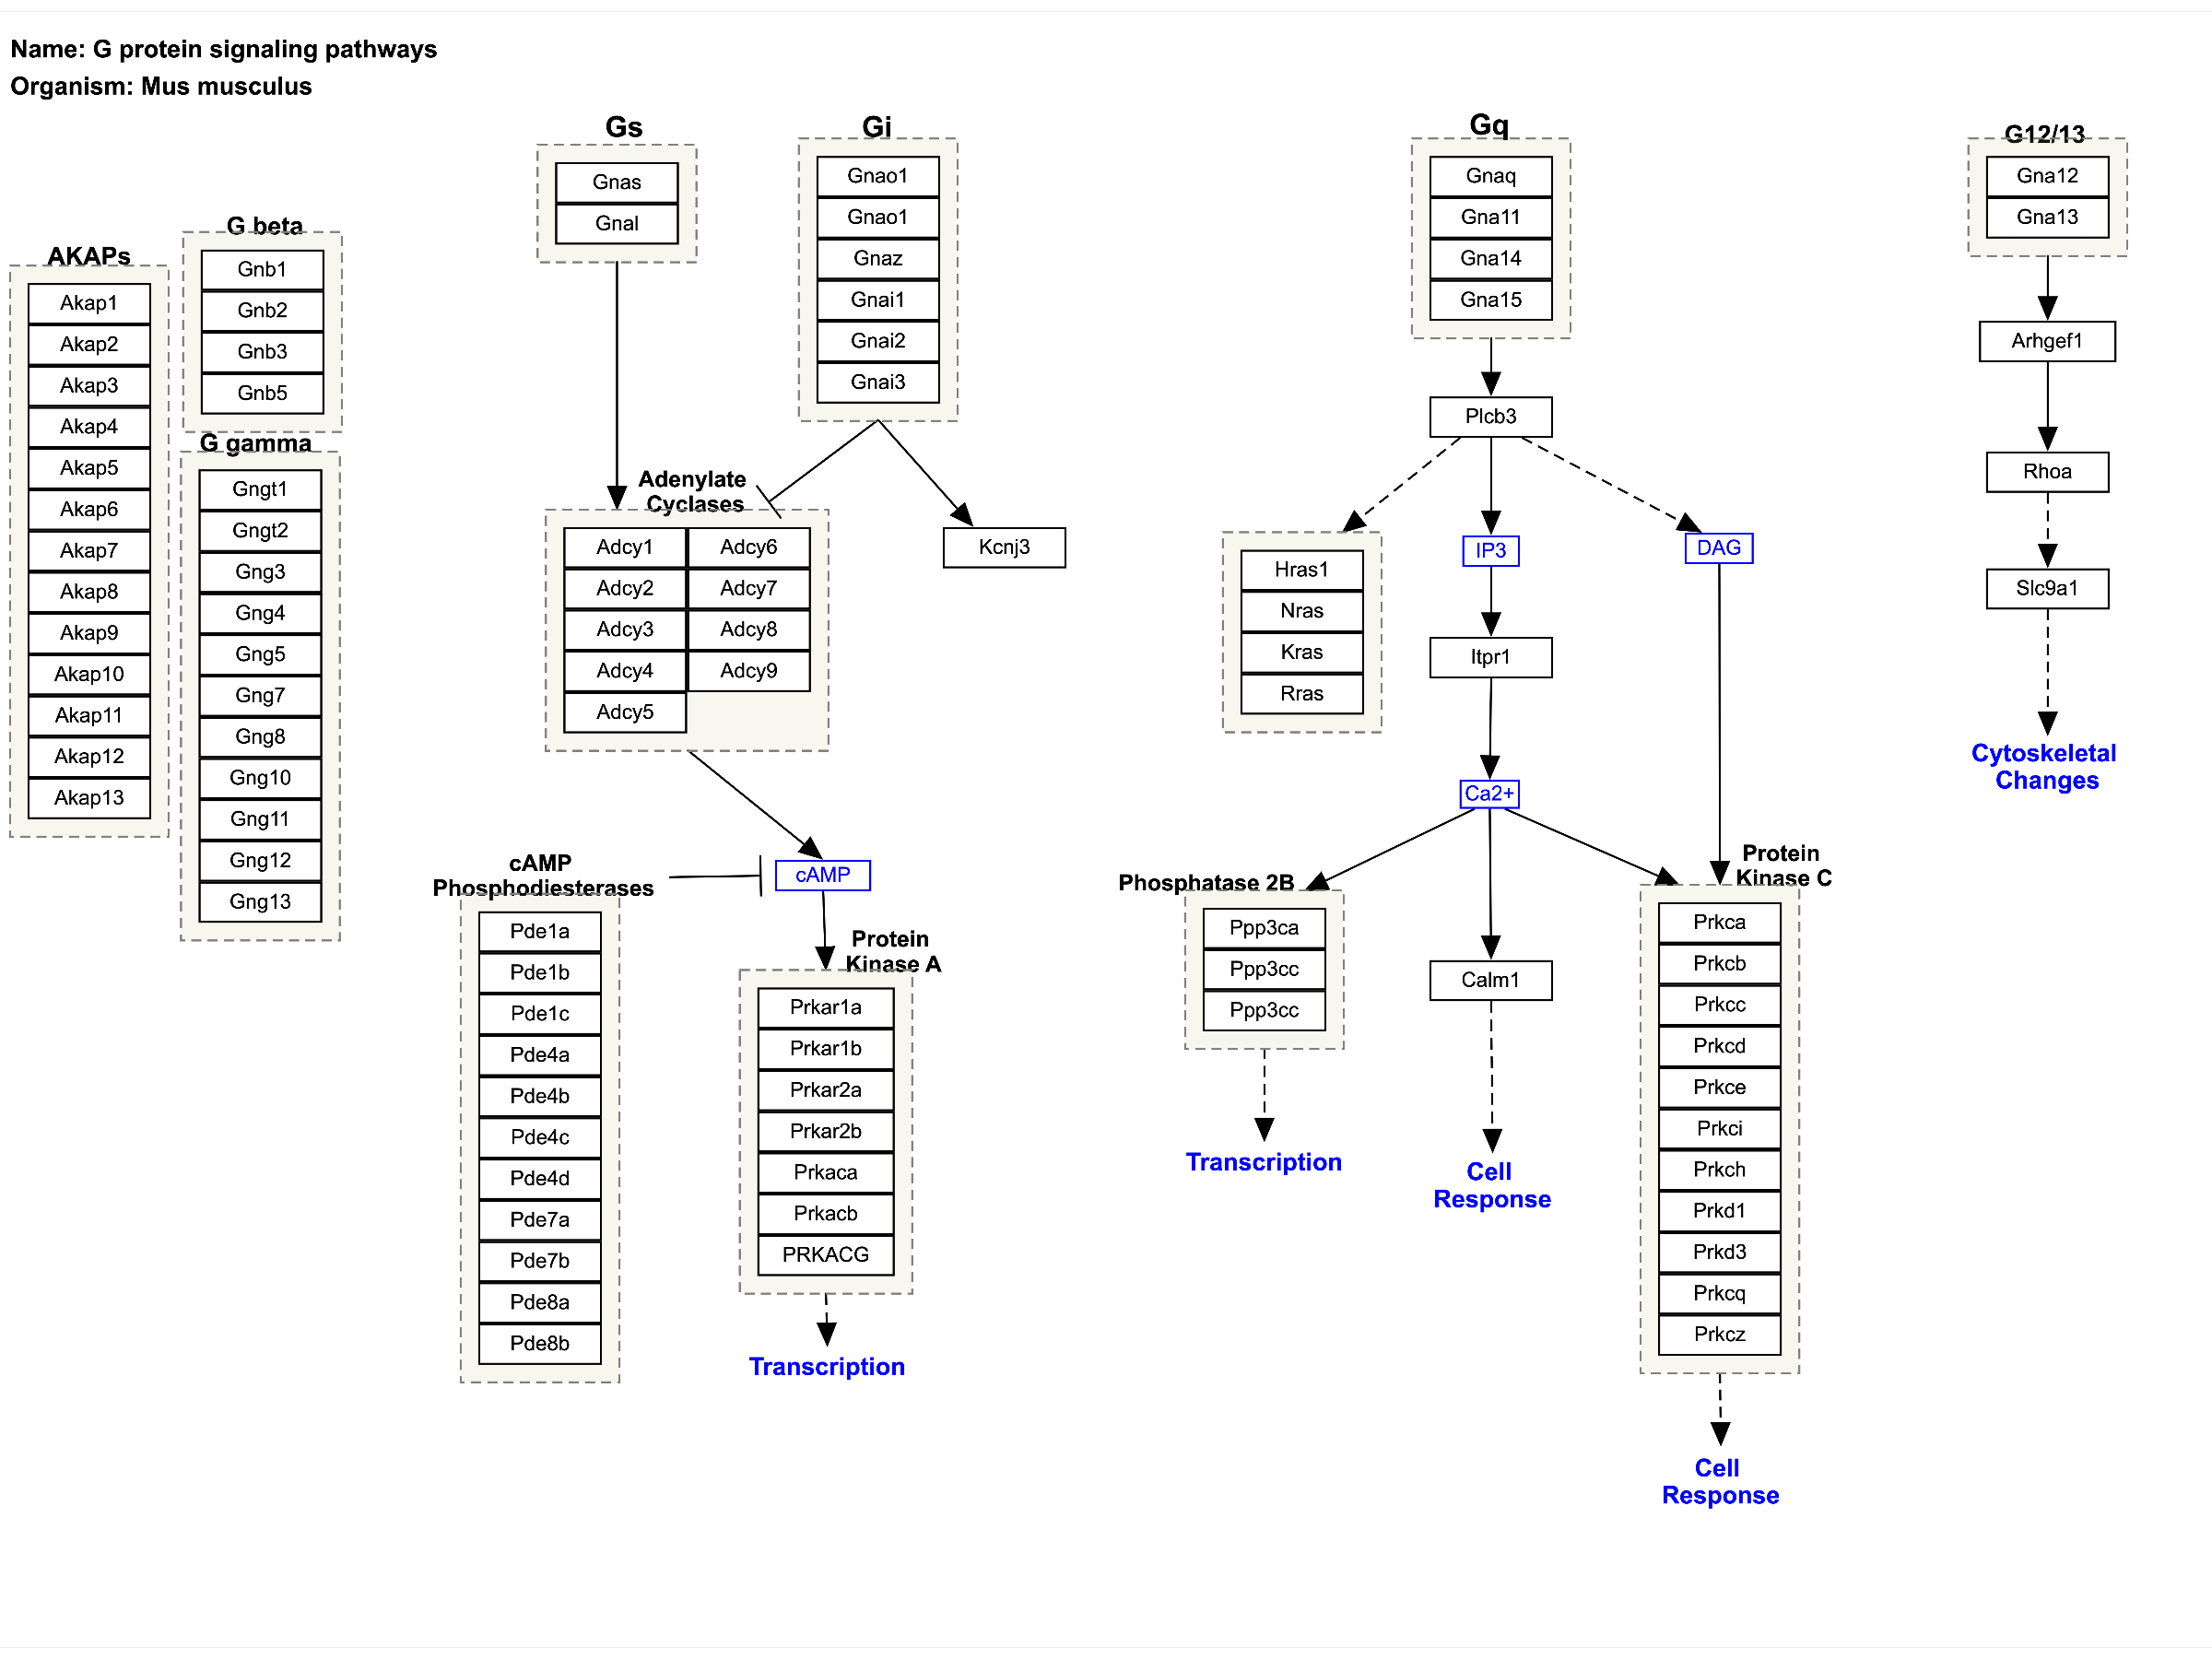 Name: G protein signaling pathways
Organism: Mus musculus
AKAPs
Akap1
Akap2
Akap3
Akap4
Akap5
Akap6
Akap7
Akap8
Akap9
Akap10
Akap11
Akap12
Akap13
G beta
Gnb1
Gnb2
Gnb3
Gnb5
G gamma
Gngt1
Gngt2
Gng3
Gng4
Gng5
Gng7
Gng8
Gng10
Gng11
Gng12
Gng13
Gs
Gnas
Gnal
Gi
Gnao1
Gnao1
Gnaz
Gnai1
Gnai2
Gnai3
Adenylate
Cyclases
Adcy1
Adcy2
Adcy3
Adcy4
Adcy5
Adcy6
Adcy7
Adcy8
Adcy9
Kcnj3
cAMP
Phosphodiesterases
Pde1a
Pde1b
Pde1c
Pde4a
Pde4b
Pde4c
Pde4d
Pde7a
Pde7b
Pde8a
Pde8b
cAMP
Protein
Kinase A
Prkar1a
Prkar1b
Prkar2a
Prkar2b
Prkaca
Prkacb
PRKACG
Transcription
Gq
Gnaq
Gna11
Gna14
Gna15
Plcb3
Hras1
Nras
Kras
Rras
IP3
DAG
Itpr1
Ca2+
Phosphatase 2B
Ppp3ca
Ppp3cc
Ppp3cc
Transcription
Calm1
Cell
Response
Protein
Kinase C
Prkca
Prkcb
Prkcc
Prkcd
Prkce
Prkci
Prkch
Prkd1
Prkd3
Prkcq
Prkcz
Cell
Response
G12/13
Gna12
Gna13
Arhgef1
Rhoa
Slc9a1
Cytoskeletal
Changes